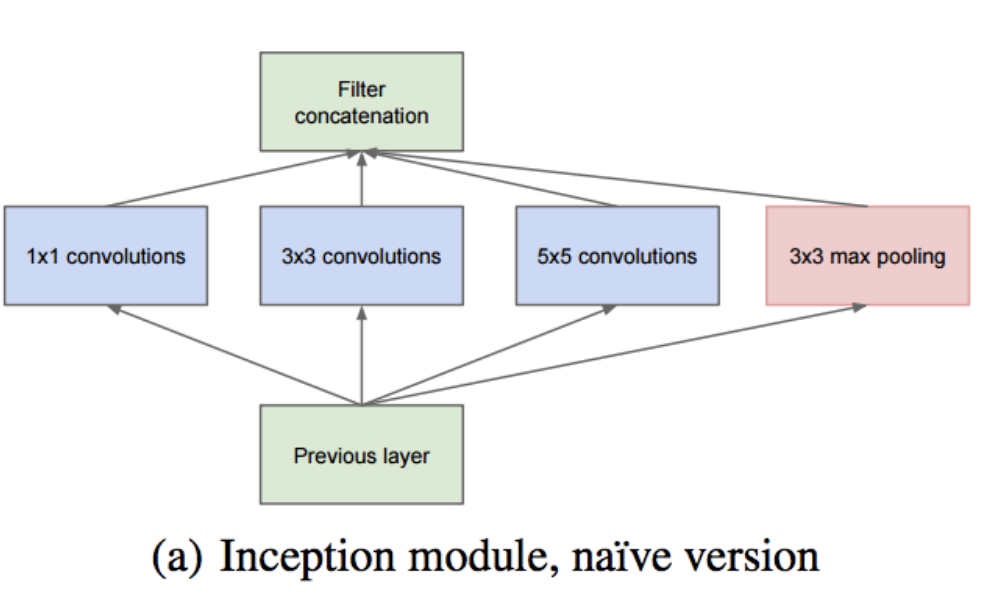 Filter
concatenation
1x1 convolutions
3x3 convolutions
5x5 convolutions
3x3 max pooling
Previous layer
(a) Inception module, naïve version